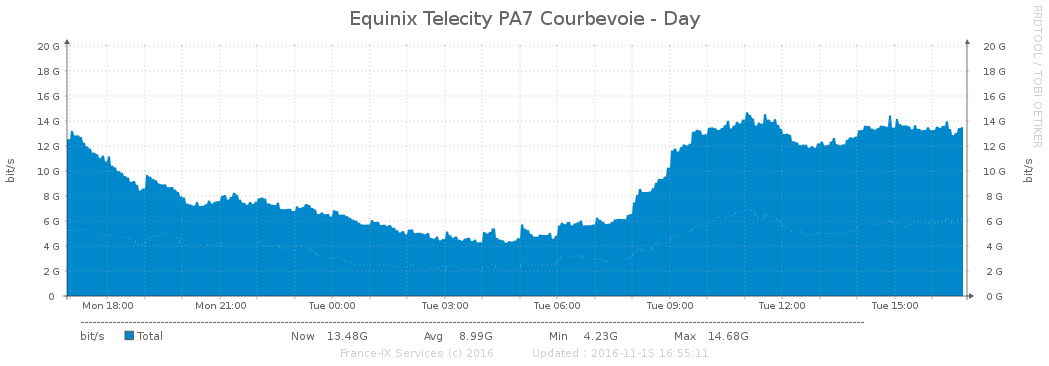 Equinix Telecity PA7 Courbevoie - Day
RRDTOOL / TOBI OETIKER
bit/s
20 G 20 G
18 G 18 G
16 G 16 G
14 G 14 G
12 G 12 G
10 G 10 G
8 G 8 G
6 G 6 G
4 G 4 G
2 G 2 G
0 0 G
bit/s
Mon 18:00 Mon 21:00 Tue 00:00 Tue 03:00 Tue 06:00 Tue 09:00 Tue 12:00 Tue 15:00
bit/s Total Now 13.48G Avg 8.99G Min 4.23G Max 14.68G
France-IX Services (c) 2016 Updated : 2016-11-15 16:55:11